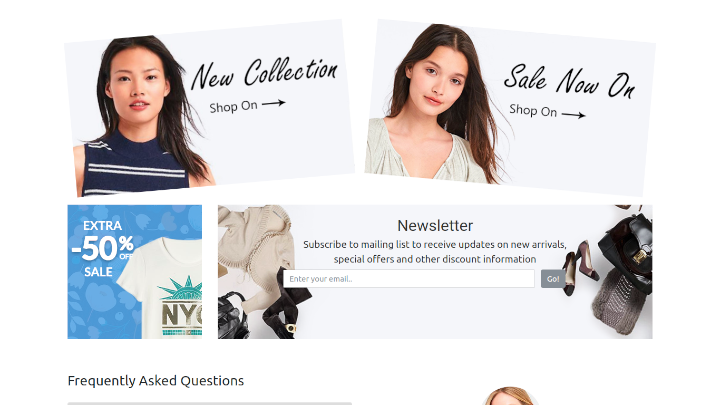 New Collection
Shop On
Sale Now On
Shop On
EXTRA
-50%
OFF
SALE
NYC
Newsletter
Subscribe to mailing list to receive updates on new arrivals,
special offers and other discount information
Enter your email..
Go!
Frequently Asked Questions